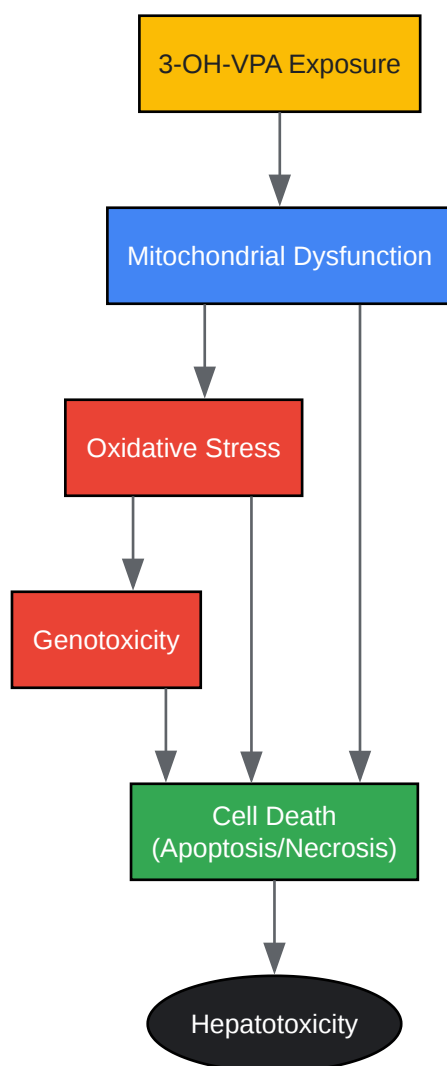 3-OH-VPA Exposure
Mitochondrial Dysfunction
Oxidative Stress
Genotoxicity
Cell Death
(Apoptosis/Necrosis)
Hepatotoxicity